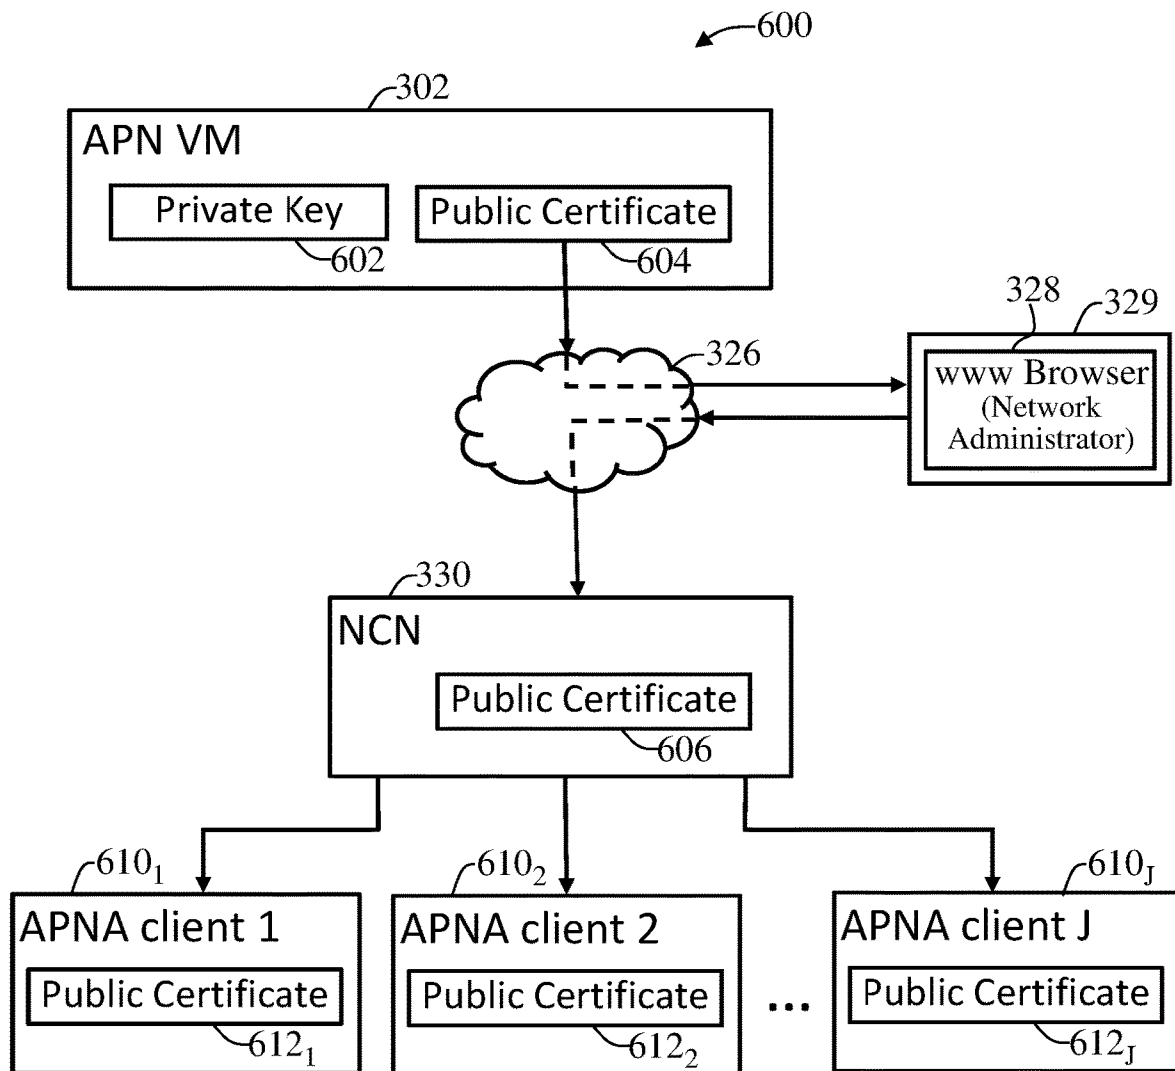 600
302
APN VM
Private Key
Public Certificate
602
604
328
329
326
www Browser
(Network
Administrator)
330
NCN
Public Certificate
606
610₁
610₂
610_J
APNA client 1
APNA client 2
APNA client J
Public Certificate
Public Certificate
...
Public Certificate
612₁
612₂
612_J